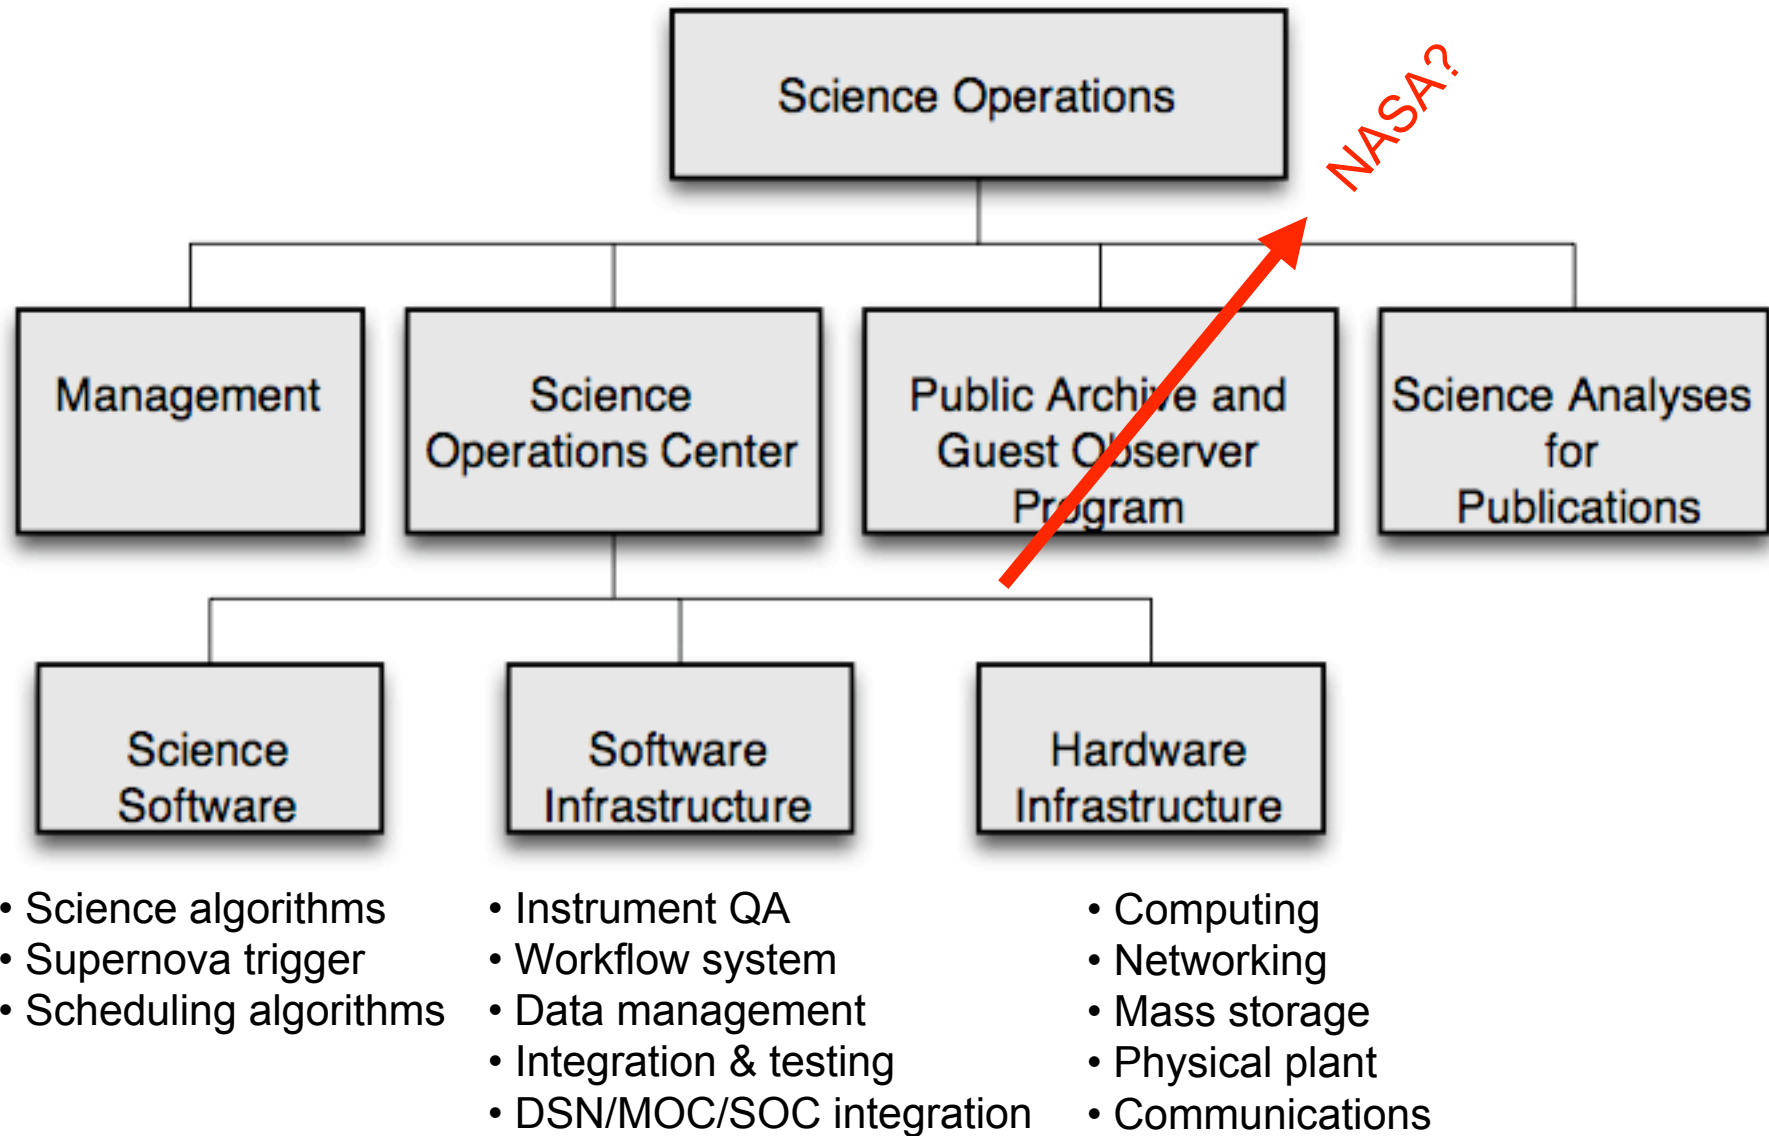 Science Operations
NASA?
Management
Science
Operations Center
Public Archive and
Guest Observer
Program
Science Analyses
for
Publications
Science
Software
Software
Infrastructure
Hardware
Infrastructure
• Science algorithms
• Supernova trigger
• Scheduling algorithms
• Instrument QA
• Workflow system
• Data management
• Integration & testing
• DSN/MOC/SOC integration
• Computing
• Networking
• Mass storage
• Physical plant
• Communications